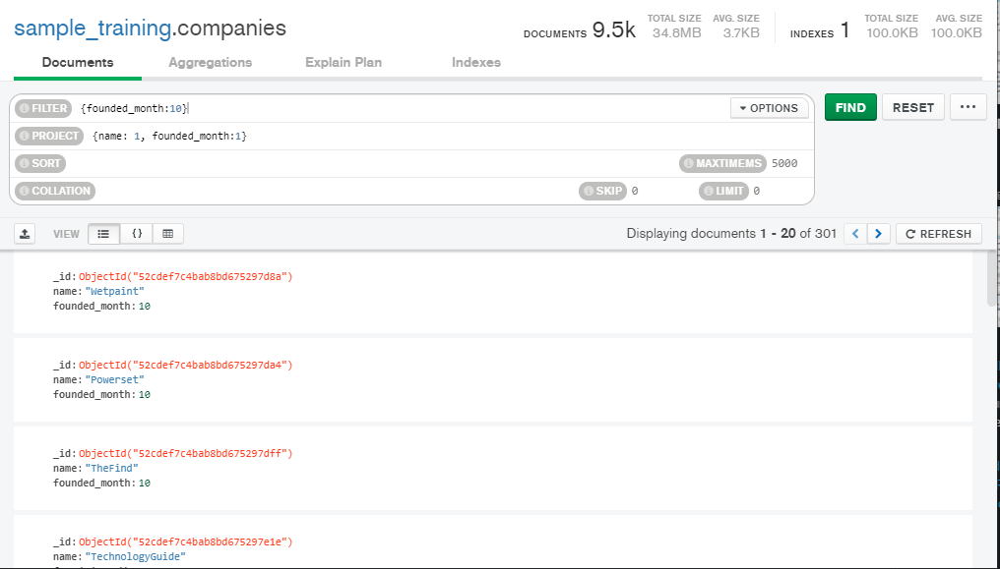 sample_training.companies
DOCUMENTS 9.5k TOTAL SIZE 34.8MB AVG. SIZE 3.7KB INDEXES 1 TOTAL SIZE 100.0KB AVG. SIZE 100.0KB
Documents Aggregations Explain Plan Indexes
FILTER {founded_month:10} OPTIONS FIND RESET ...
PROJECT {name: 1, founded_month:1}
SORT MAXTIMEMS 5000
COLLATION SKIP 0 LIMIT 0
VIEW {} Displaying documents 1 - 20 of 301 < > REFRESH
_id: ObjectId("52cdef7c4bab8bd675297d8a")
name: "Wetpaint"
founded_month: 10
_id: ObjectId("52cdef7c4bab8bd675297da4")
name: "Powerset"
founded_month: 10
_id: ObjectId("52cdef7c4bab8bd675297dff")
name: "TheFind"
founded_month: 10
_id: ObjectId("52cdef7c4bab8bd675297e1e")
name: "TechnologyGuide"